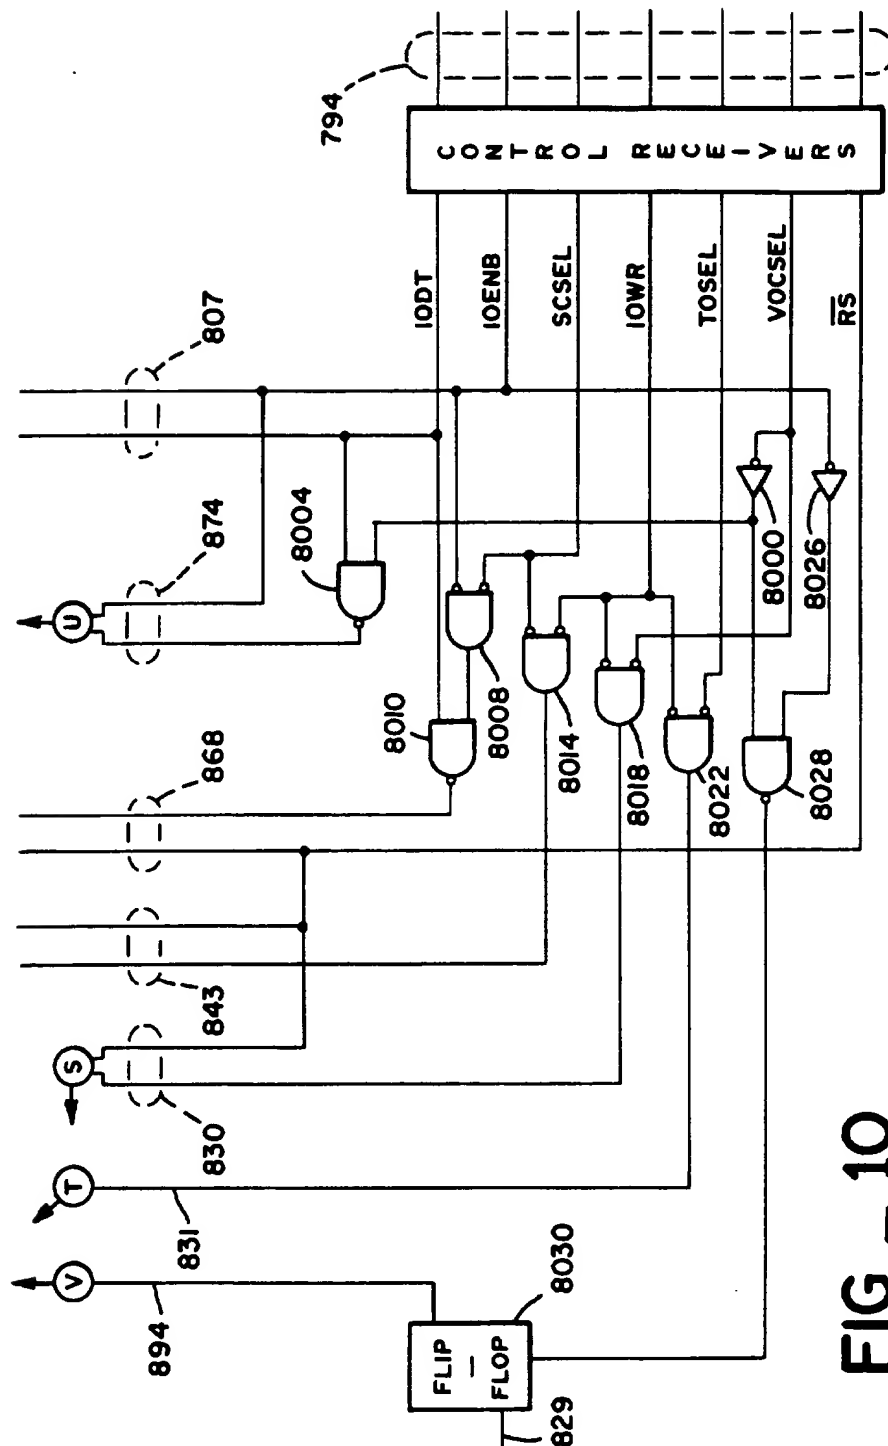 794
CONTROL RECEIVERS
IODT
IOENB
SCSEL
IOWR
TOSEL
VOCSEL
RS
807
874
U
8004
868
8010
8008
8014
8018
8022
8000
8026
8028
843
S
830
T
831
V
894
FLIP
—
FLOP
8030
829
FIG — 10